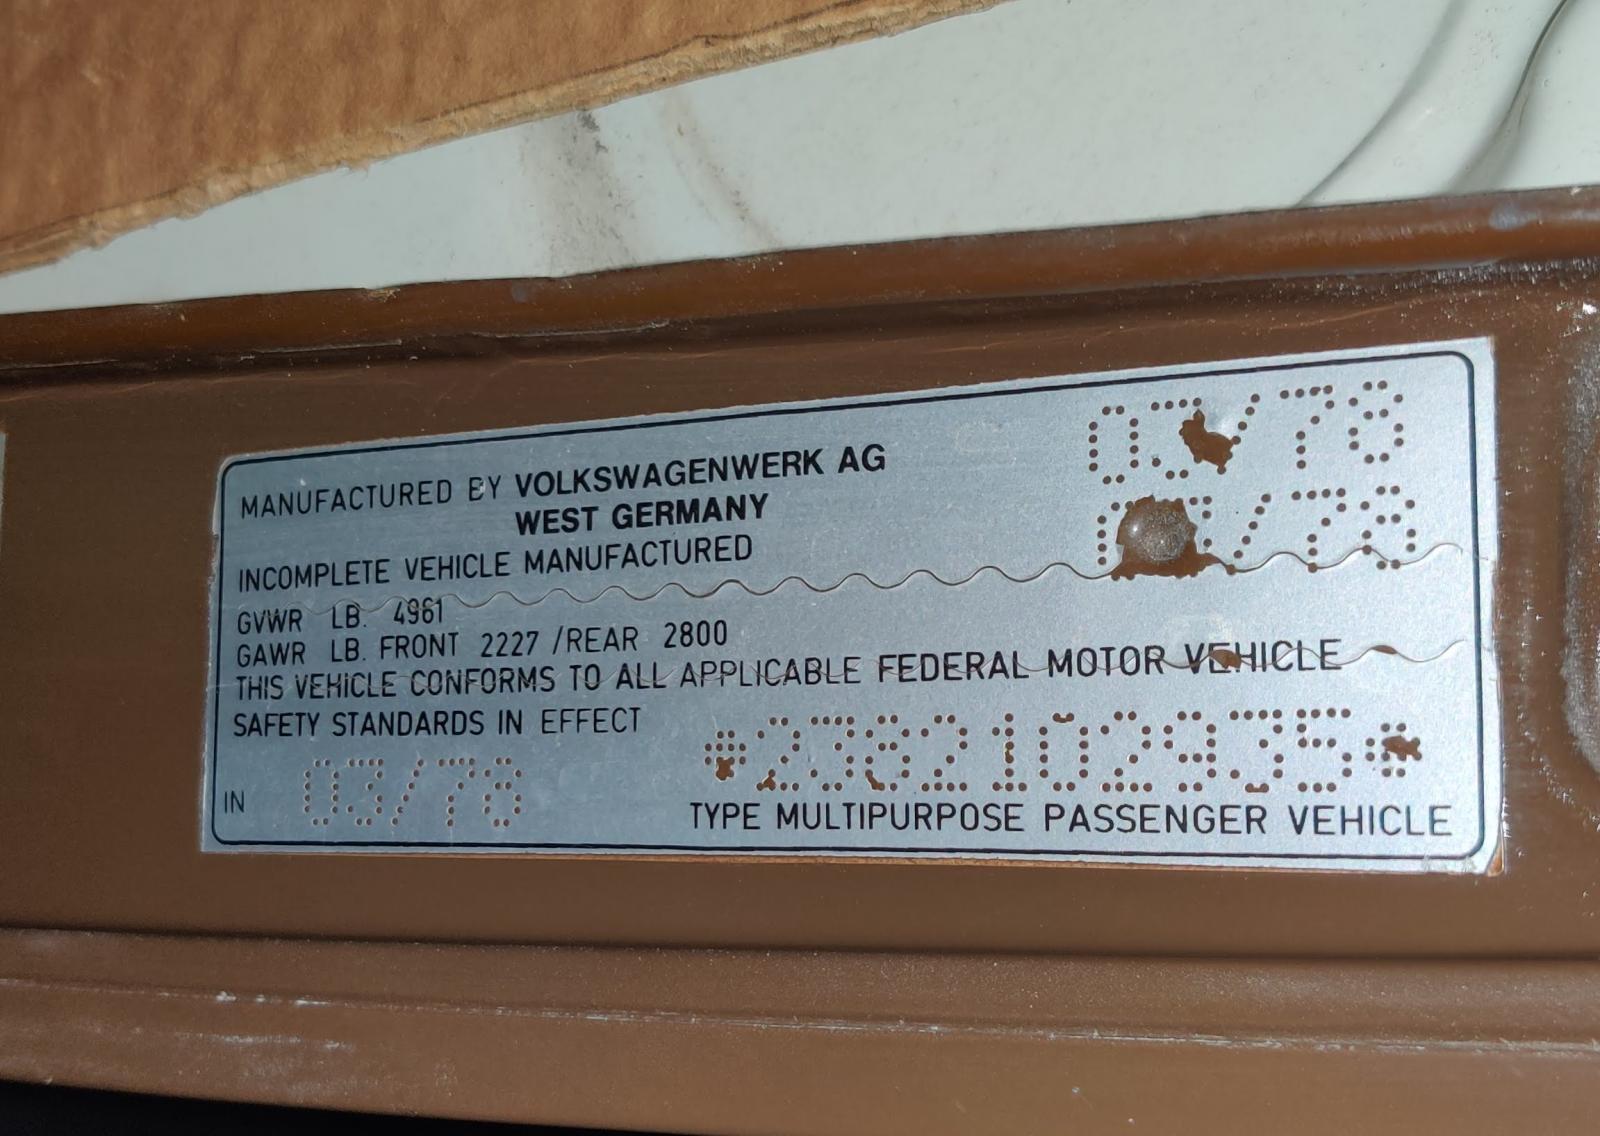 03/78
MANUFACTURED BY VOLKSWAGENWERK AG
WEST GERMANY
INCOMPLETE VEHICLE MANUFACTURED /78
GVWR LB. 4961
GAWR LB. FRONT 2227 /REAR 2800
THIS VEHICLE CONFORMS TO ALL APPLICABLE FEDERAL MOTOR VEHICLE
SAFETY STANDARDS IN EFFECT
IN 03/78
#2382102935#
TYPE MULTIPURPOSE PASSENGER VEHICLE